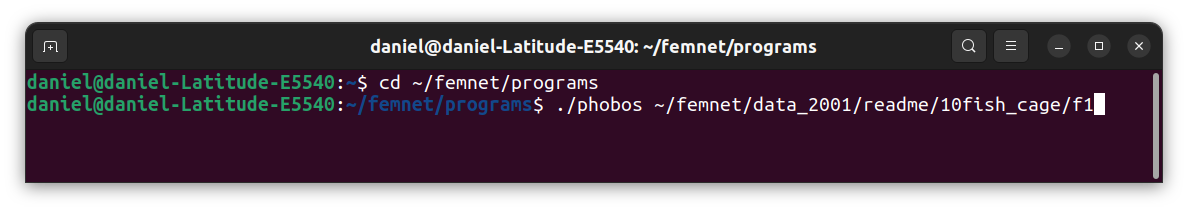 daniel@daniel-Latitude-E5540: ~/femnet/programs
daniel@daniel-Latitude-E5540:~$ cd ~/femnet/programs
daniel@daniel-Latitude-E5540:~/femnet/programs$ ./phobos ~/femnet/data_2001/readme/10fish_cage/f1